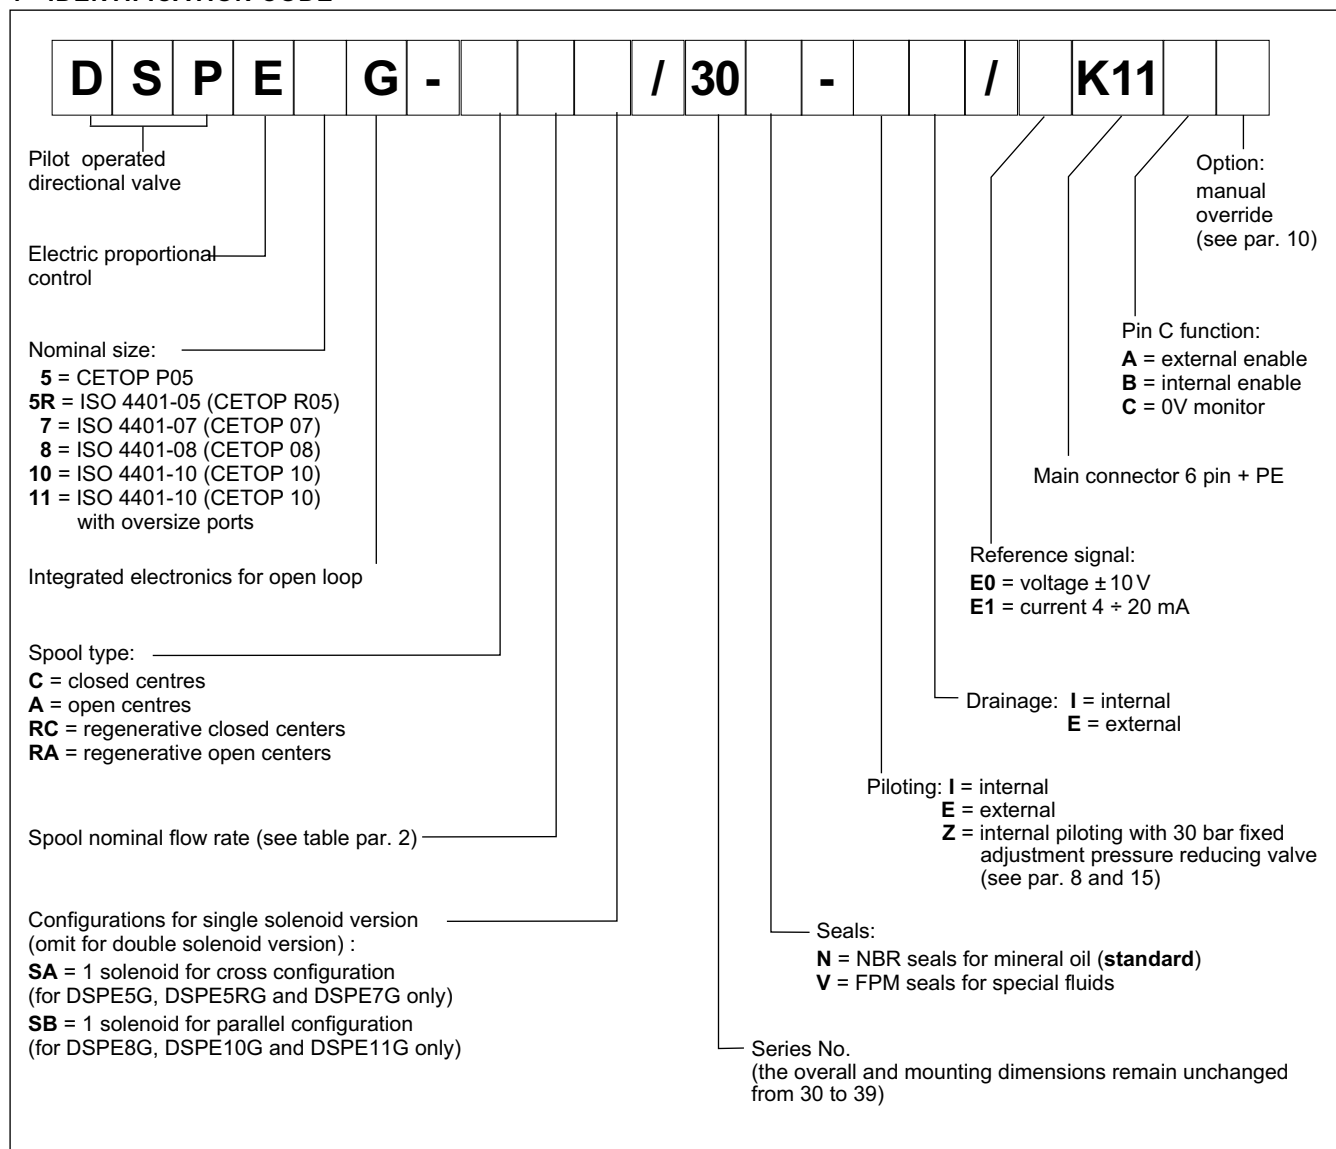 D S P E G - / 30 - / K11
Pilot operated
directional valve
Electric proportional
control
Nominal size:
5 = CETOP P05
5R = ISO 4401-05 (CETOP R05)
7 = ISO 4401-07 (CETOP 07)
8 = ISO 4401-08 (CETOP 08)
10 = ISO 4401-10 (CETOP 10)
11 = ISO 4401-10 (CETOP 10)
with oversize ports
Integrated electronics for open loop
Spool type:
C = closed centres
A = open centres
RC = regenerative closed centers
RA = regenerative open centers
Spool nominal flow rate (see table par. 2)
Configurations for single solenoid version
(omit for double solenoid version) :
SA = 1 solenoid for cross configuration
(for DSPE5G, DSPE5RG and DSPE7G only)
SB = 1 solenoid for parallel configuration
(for DSPE8G, DSPE10G and DSPE11G only)
Option:
manual
override
(see par. 10)
Pin C function:
A = external enable
B = internal enable
C = 0V monitor
Main connector 6 pin + PE
Reference signal:
E0 = voltage ± 10 V
E1 = current 4 ÷ 20 mA
Drainage: I = internal
E = external
Piloting: I = internal
E = external
Z = internal piloting with 30 bar fixed
adjustment pressure reducing valve
(see par. 8 and 15)
Seals:
N = NBR seals for mineral oil (standard)
V = FPM seals for special fluids
Series No.
(the overall and mounting dimensions remain unchanged
from 30 to 39)